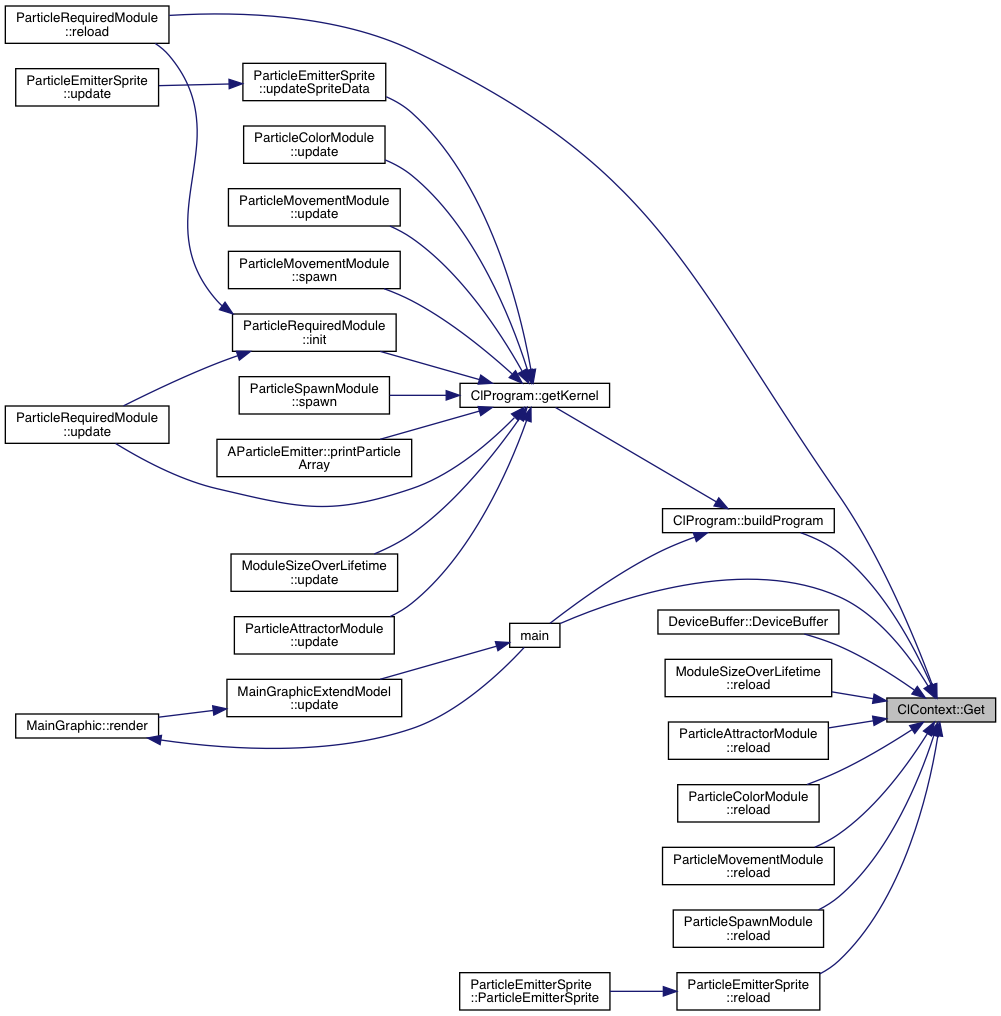 ParticleRequiredModule
::reload
ParticleEmitterSprite
::update
ParticleEmitterSprite
::updateSpriteData
ParticleColorModule
::update
ParticleMovementModule
::update
ParticleMovementModule
::spawn
ParticleRequiredModule
::init
ParticleSpawnModule
::spawn
ClProgram::getKernel
ParticleRequiredModule
::update
AParticleEmitter::printParticle
Array
ClProgram::buildProgram
ModuleSizeOverLifetime
::update
ParticleAttractorModule
::update
main
DeviceBuffer::DeviceBuffer
ModuleSizeOverLifetime
::reload
MainGraphicExtendModel
::update
ClContext::Get
MainGraphic::render
ParticleAttractorModule
::reload
ParticleColorModule
::reload
ParticleMovementModule
::reload
ParticleSpawnModule
::reload
ParticleEmitterSprite
::ParticleEmitterSprite
ParticleEmitterSprite
::reload